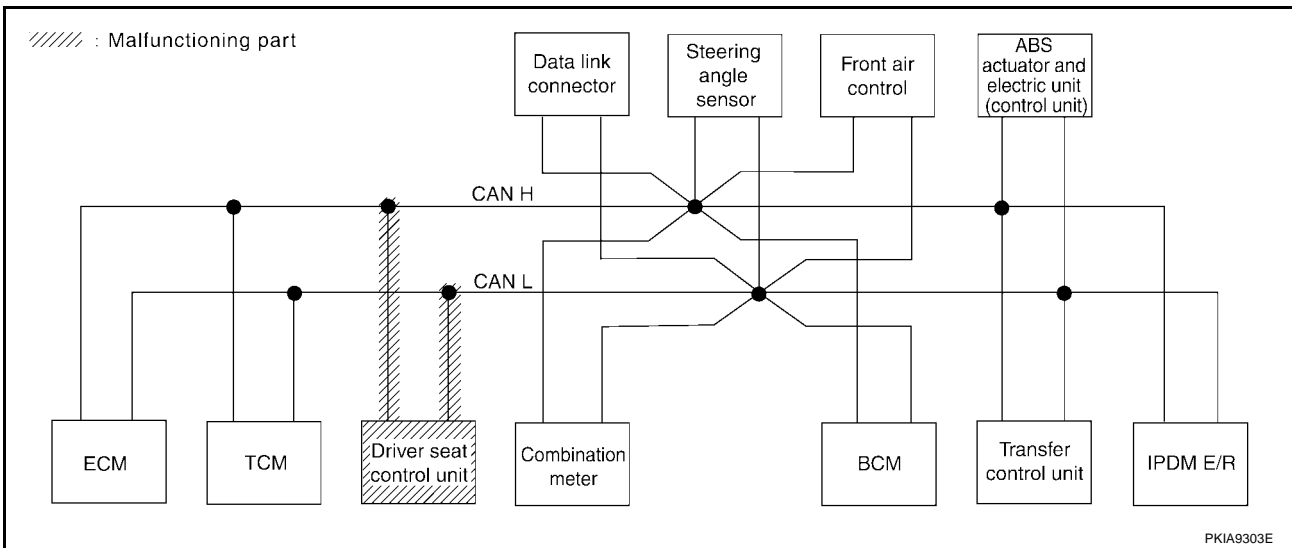 : Malfunctioning part
Data link
connector
Steering
angle
sensor
Front air
control
ABS
actuator and
electric unit
(control unit)
CAN H
CAN L
ECM
TCM
Driver seat
control unit
Combination
meter
BCM
Transfer
control unit
IPDM E/R
PKIA9303E